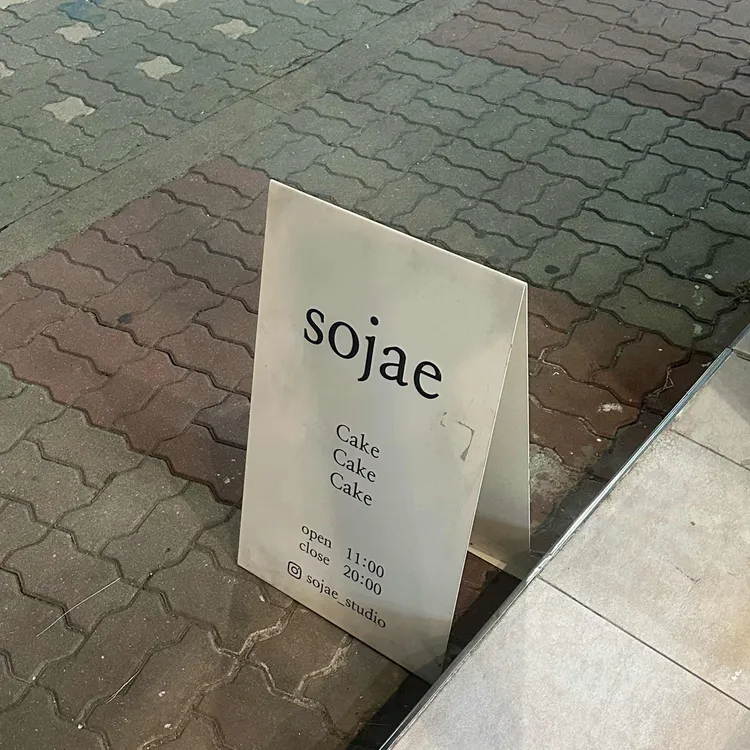 sojae
Cake
Cake
Cake
open 11:00
close 20:00
sojae_studio